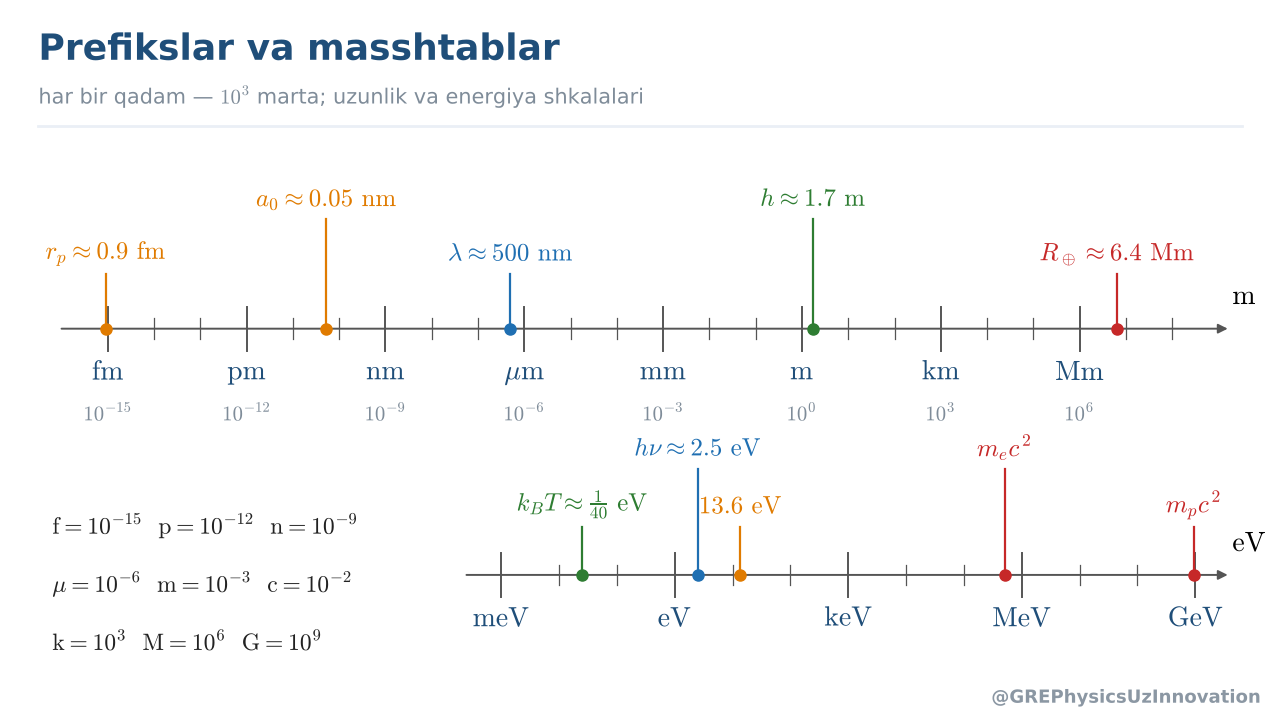 Prefikslar va masshtablar
har bir qadam — 10³ marta; uzunlik va energiya shkalalari
a₀ ≈ 0.05 nm
h ≈ 1.7 m
rₚ ≈ 0.9 fm
λ ≈ 500 nm
R⊕ ≈ 6.4 Mm
m
fm pm nm μm mm m km Mm
10⁻¹⁵ 10⁻¹² 10⁻⁹ 10⁻⁶ 10⁻³ 10⁰ 10³ 10⁶
hν ≈ 2.5 eV
mₑc²
k_BT ≈ 1/40 eV
13.6 eV
mₚc²
eV
meV eV keV MeV GeV
f = 10⁻¹⁵ p = 10⁻¹² n = 10⁻⁹
μ = 10⁻⁶ m = 10⁻³ c = 10⁻²
k = 10³ M = 10⁶ G = 10⁹
@GREPhysicsUzInnovation